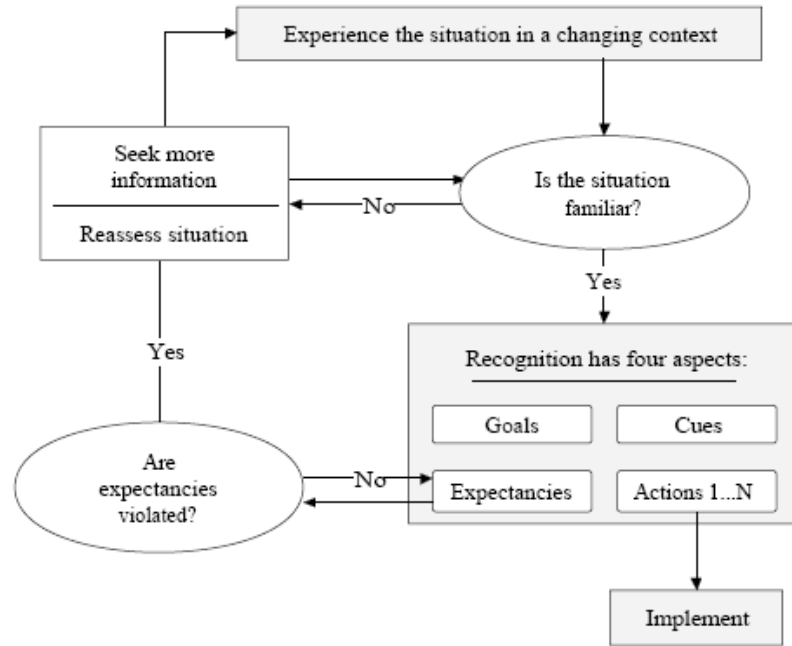 Experience the situation in a changing context
Seek more
information
Reassess situation
Is the situation
familiar?
No
Yes
Yes
Recognition has four aspects:
Goals
Cues
Expectancies
Actions 1...N
Are
expectancies
violated?
No
Implement